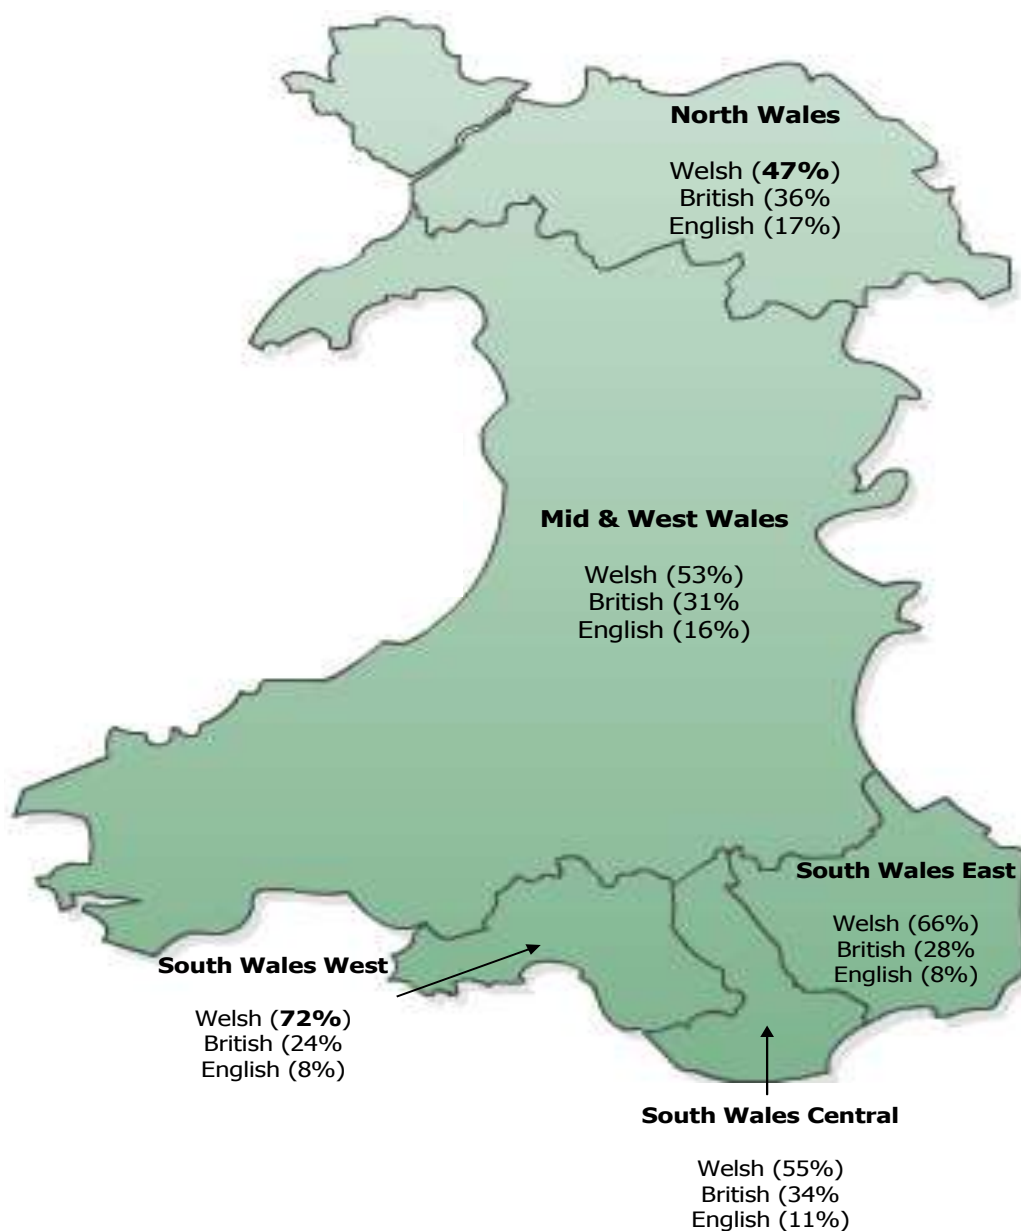 North Wales
Welsh (47%)
British (36%
English (17%)
Mid & West Wales
Welsh (53%)
British (31%
English (16%)
South Wales East
Welsh (66%)
British (28%
English (8%)
South Wales West
Welsh (72%)
British (24%
English (8%)
South Wales Central
Welsh (55%)
British (34%
English (11%)